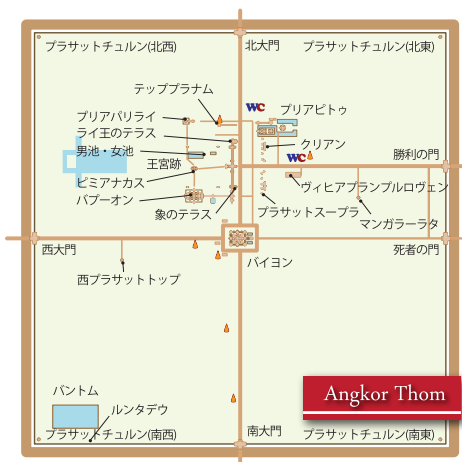 プラサットチュルン(北西)
北大門
プラサットチュルン(北東)
テッププラナム
WC
プリアピトゥ
プリアパリライ
ライ王のテラス
クリアン
男池・女池
WC
勝利の門
王宮跡
ピミアナカス
ヴィヒアプランプルロヴェン
バプーオン
象のテラス
プラサットスープラ
マンガラーラタ
西大門
死者の門
バイヨン
西プラサットトップ
Angkor Thom
バントム
ルンタデウ
プラサットチュルン(南西)
南大門
プラサットチュルン(南東)